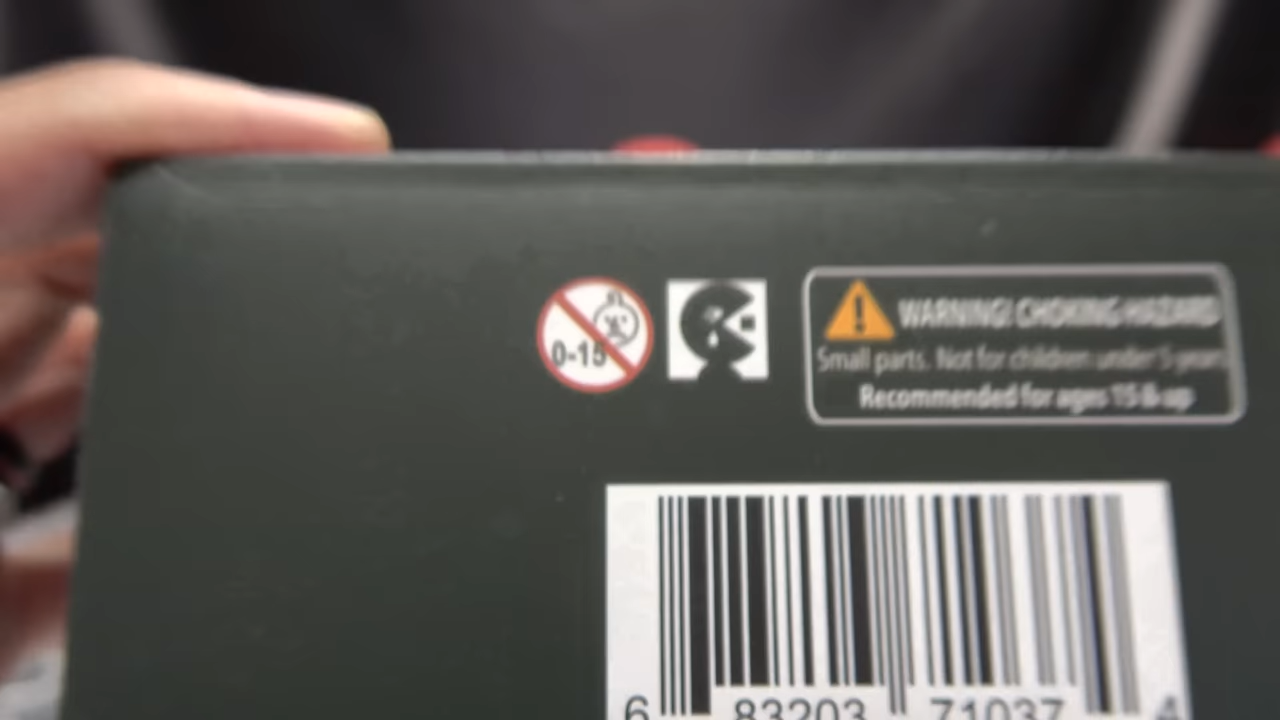 0-15
WARNING! CHOKING HAZARD
Small parts. Not for children under 5 years
Recommended for ages 15 & up
6 83203 71037 4